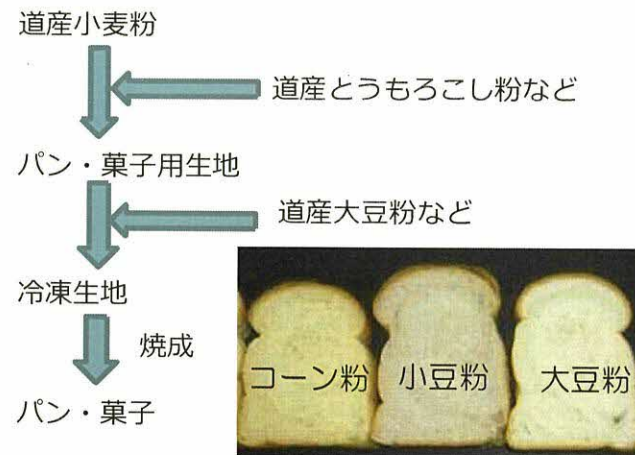 道産小麦粉
道産とうもろこし粉など
パン・菓子用生地
道産大豆粉など
冷凍生地
焼成
パン・菓子
コーン粉
小豆粉
大豆粉